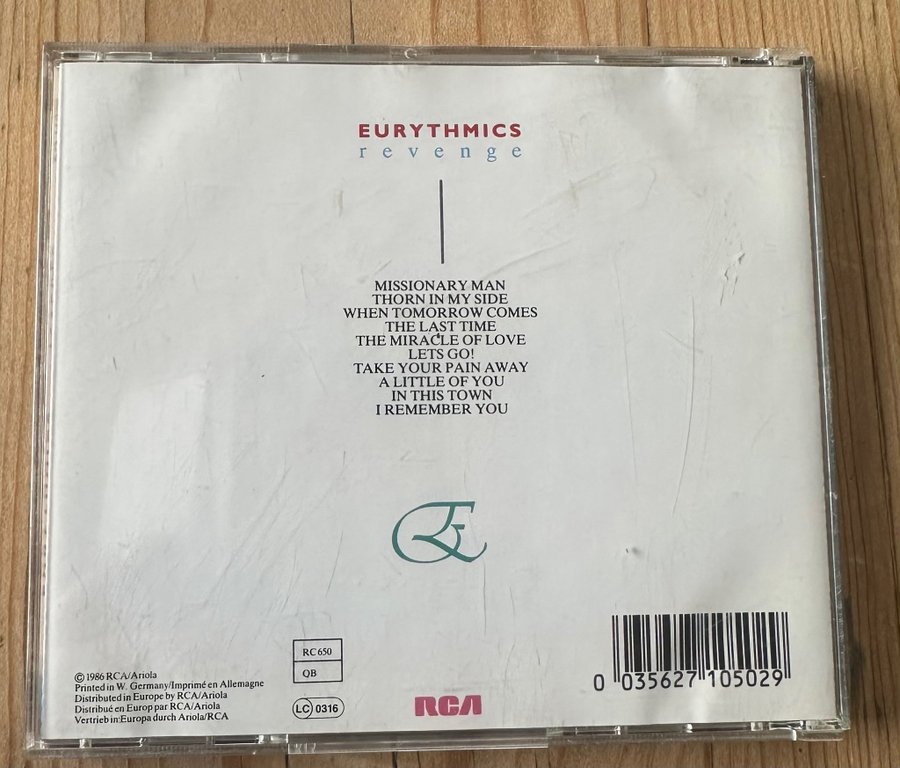 EURYTHMICS
revenge
MISSIONARY MAN
THORN IN MY SIDE
WHEN TOMORROW COMES
THE LAST TIME
THE MIRACLE OF LOVE
LETS GO!
TAKE YOUR PAIN AWAY
A LITTLE OF YOU
IN THIS TOWN
I REMEMBER YOU
E
© 1986 RCA/Ariola
Printed in W. Germany/Imprimé en Allemagne
Distributed in Europe by RCA/Ariola
Distribué en Europ par RCA/Ariola
Vertrieb in:Europa durch Ariola/RCA
RC 650
QB
LC 0316
RCA
0 035627 105029